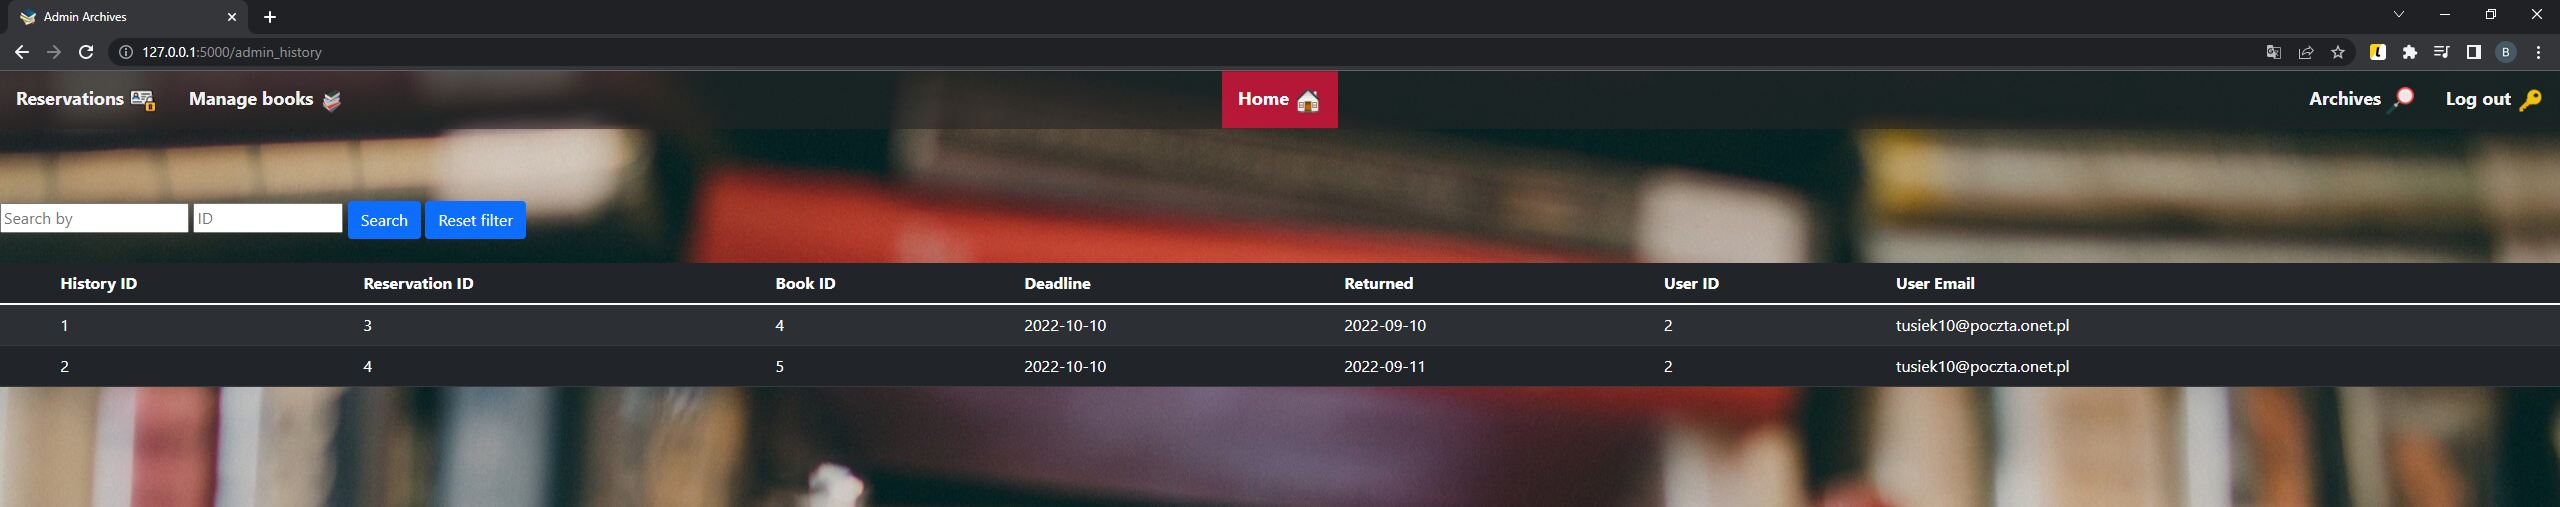 Admin Archives
127.0.0.1:5000/admin_history
B
Reservations Manage books Home Archives Log out
Search by ID Search Reset filter
History ID Reservation ID Book ID Deadline Returned User ID User Email
1 3 4 2022-10-10 2022-09-10 2 tusiek10@poczta.onet.pl
2 4 5 2022-10-10 2022-09-11 2 tusiek10@poczta.onet.pl